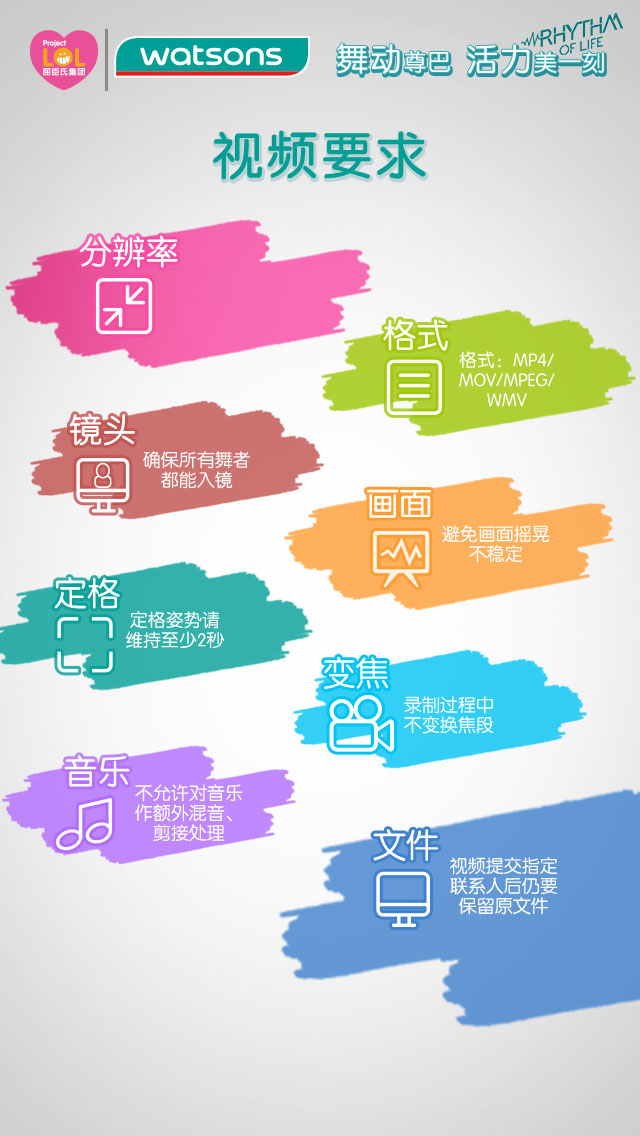 Project
LOL
屈臣氏集团
watsons
舞动尊巴 活力美一刻
RHYTHM
OF LIFE
视频要求
分辨率
格式
格式：MP4/
MOV/MPEG/
WMV
镜头
确保所有舞者
都能入镜
画面
避免画面摇晃
不稳定
定格
定格姿势请
维持至少2秒
变焦
录制过程中
不变换焦段
音乐
不允许对音乐
作额外混音、
剪接处理
文件
视频提交指定
联系人后仍要
保留原文件